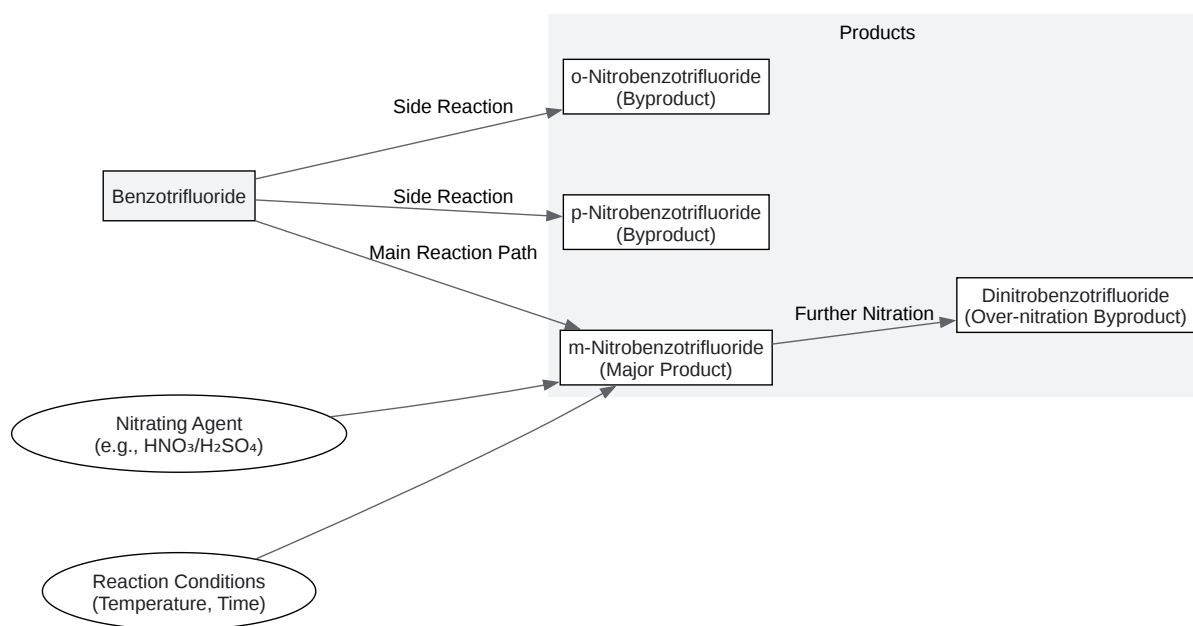 Products
o-Nitrobenzotrifluoride
(Byproduct)
Side Reaction
Benzotrifluoride
Side Reaction
p-Nitrobenzotrifluoride
(Byproduct)
Main Reaction Path
Dinitrobenzotrifluoride
(Over-nitration Byproduct)
Further Nitration
m-Nitrobenzotrifluoride
(Major Product)
Nitrating Agent
(e.g., HNO₃/H₂SO₄)
Reaction Conditions
(Temperature, Time)